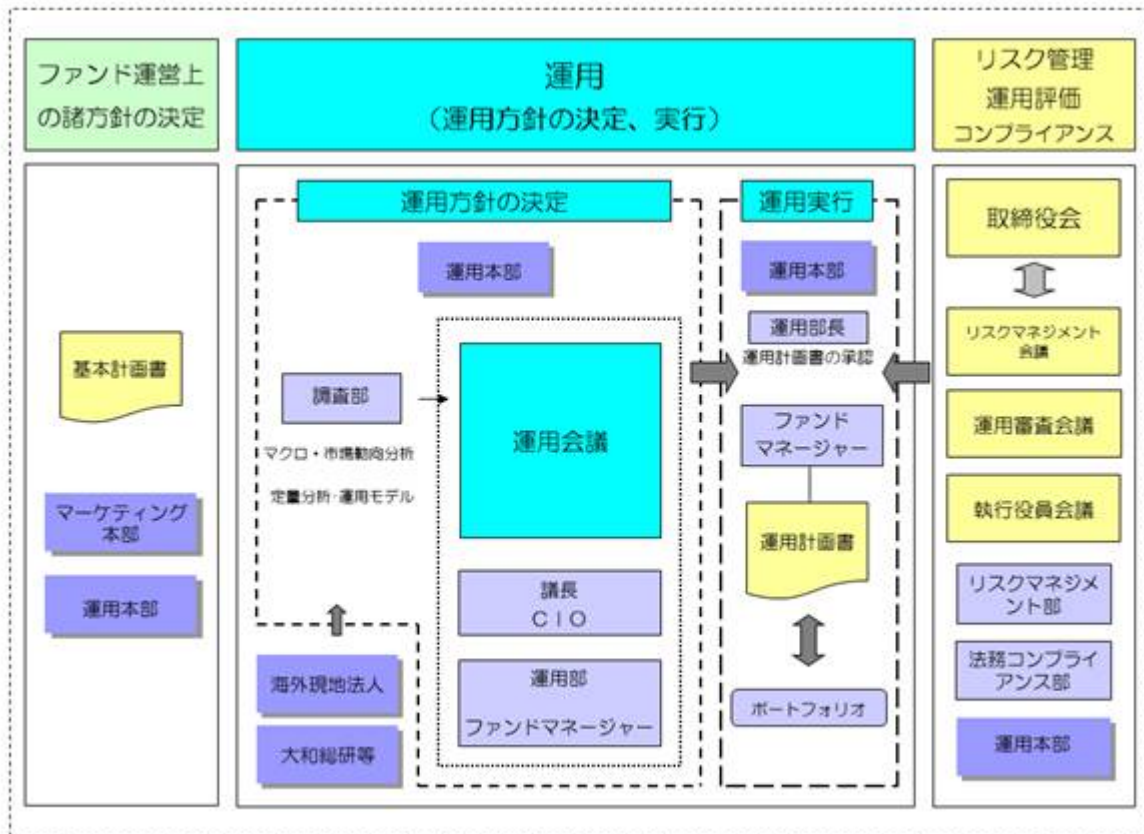 ファンド運営上
の諸方針の決定
基本計画書
マーケティング
本部
運用本部
運用
(運用方針の決定、実行)
運用方針の決定
運用本部
調査部
マクロ・市場動向分析
定量分析・運用モデル
運用会議
議長
CIO
運用部
ファンドマネージャー
海外現地法人
大和総研等
運用実行
運用本部
運用部長
運用計画書の承認
ファンド
マネージャー
運用計画書
ポートフォリオ
リスク管理
運用評価
コンプライアンス
取締役会
リスクマネジメント
会議
運用審査会議
執行役員会議
リスクマネジメ
ント部
法務コンプライ
アンス部
運用本部